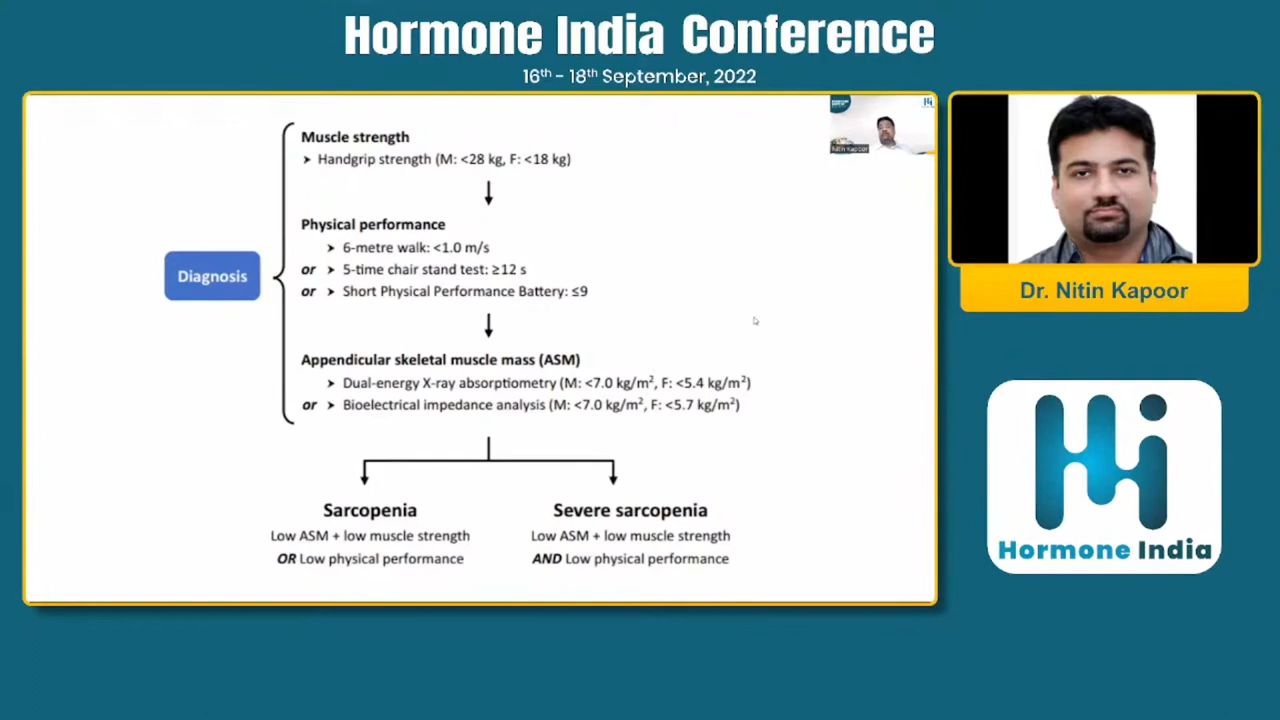 Hormone India Conference
16th - 18th September, 2022
Muscle strength
➤ Handgrip strength (M: <28 kg, F: <18 kg)
Physical performance
➤ 6-metre walk: <1.0 m/s
or ➤ 5-time chair stand test: ≥12 s
or ➤ Short Physical Performance Battery: ≤9
Diagnosis
Appendicular skeletal muscle mass (ASM)
➤ Dual-energy X-ray absorptiometry (M: <7.0 kg/m², F: <5.4 kg/m²)
or ➤ Bioelectrical impedance analysis (M: <7.0 kg/m², F: <5.7 kg/m²)
Sarcopenia
Low ASM + low muscle strength
OR Low physical performance
Severe sarcopenia
Low ASM + low muscle strength
AND Low physical performance
Nitin Kapoor
Dr. Nitin Kapoor
Hi
Hormone India